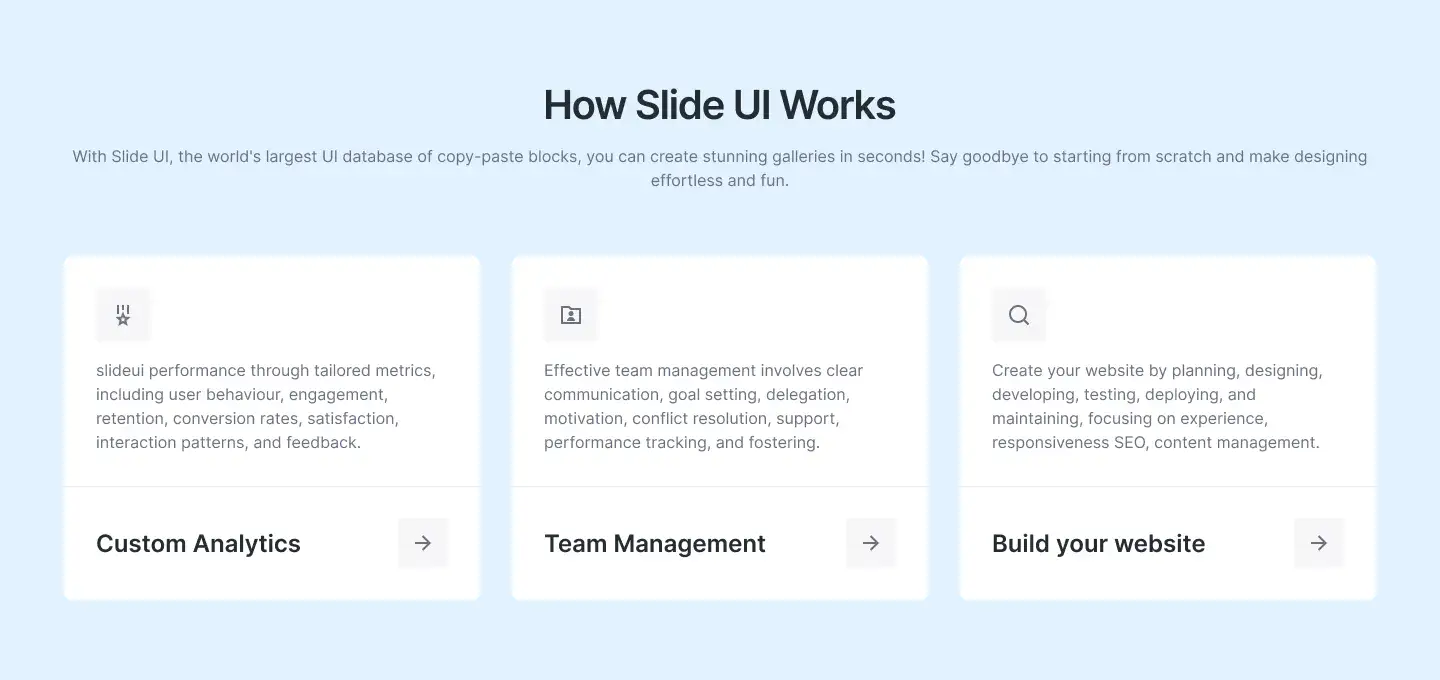 How Slide UI Works
With Slide UI, the world's largest UI database of copy-paste blocks, you can create stunning galleries in seconds! Say goodbye to starting from scratch and make designing
effortless and fun.
slideui performance through tailored metrics,
including user behaviour, engagement,
retention, conversion rates, satisfaction,
interaction patterns, and feedback.
Custom Analytics
Effective team management involves clear
communication, goal setting, delegation,
motivation, conflict resolution, support,
performance tracking, and fostering.
Team Management
Create your website by planning, designing,
developing, testing, deploying, and
maintaining, focusing on experience,
responsiveness SEO, content management.
Build your website